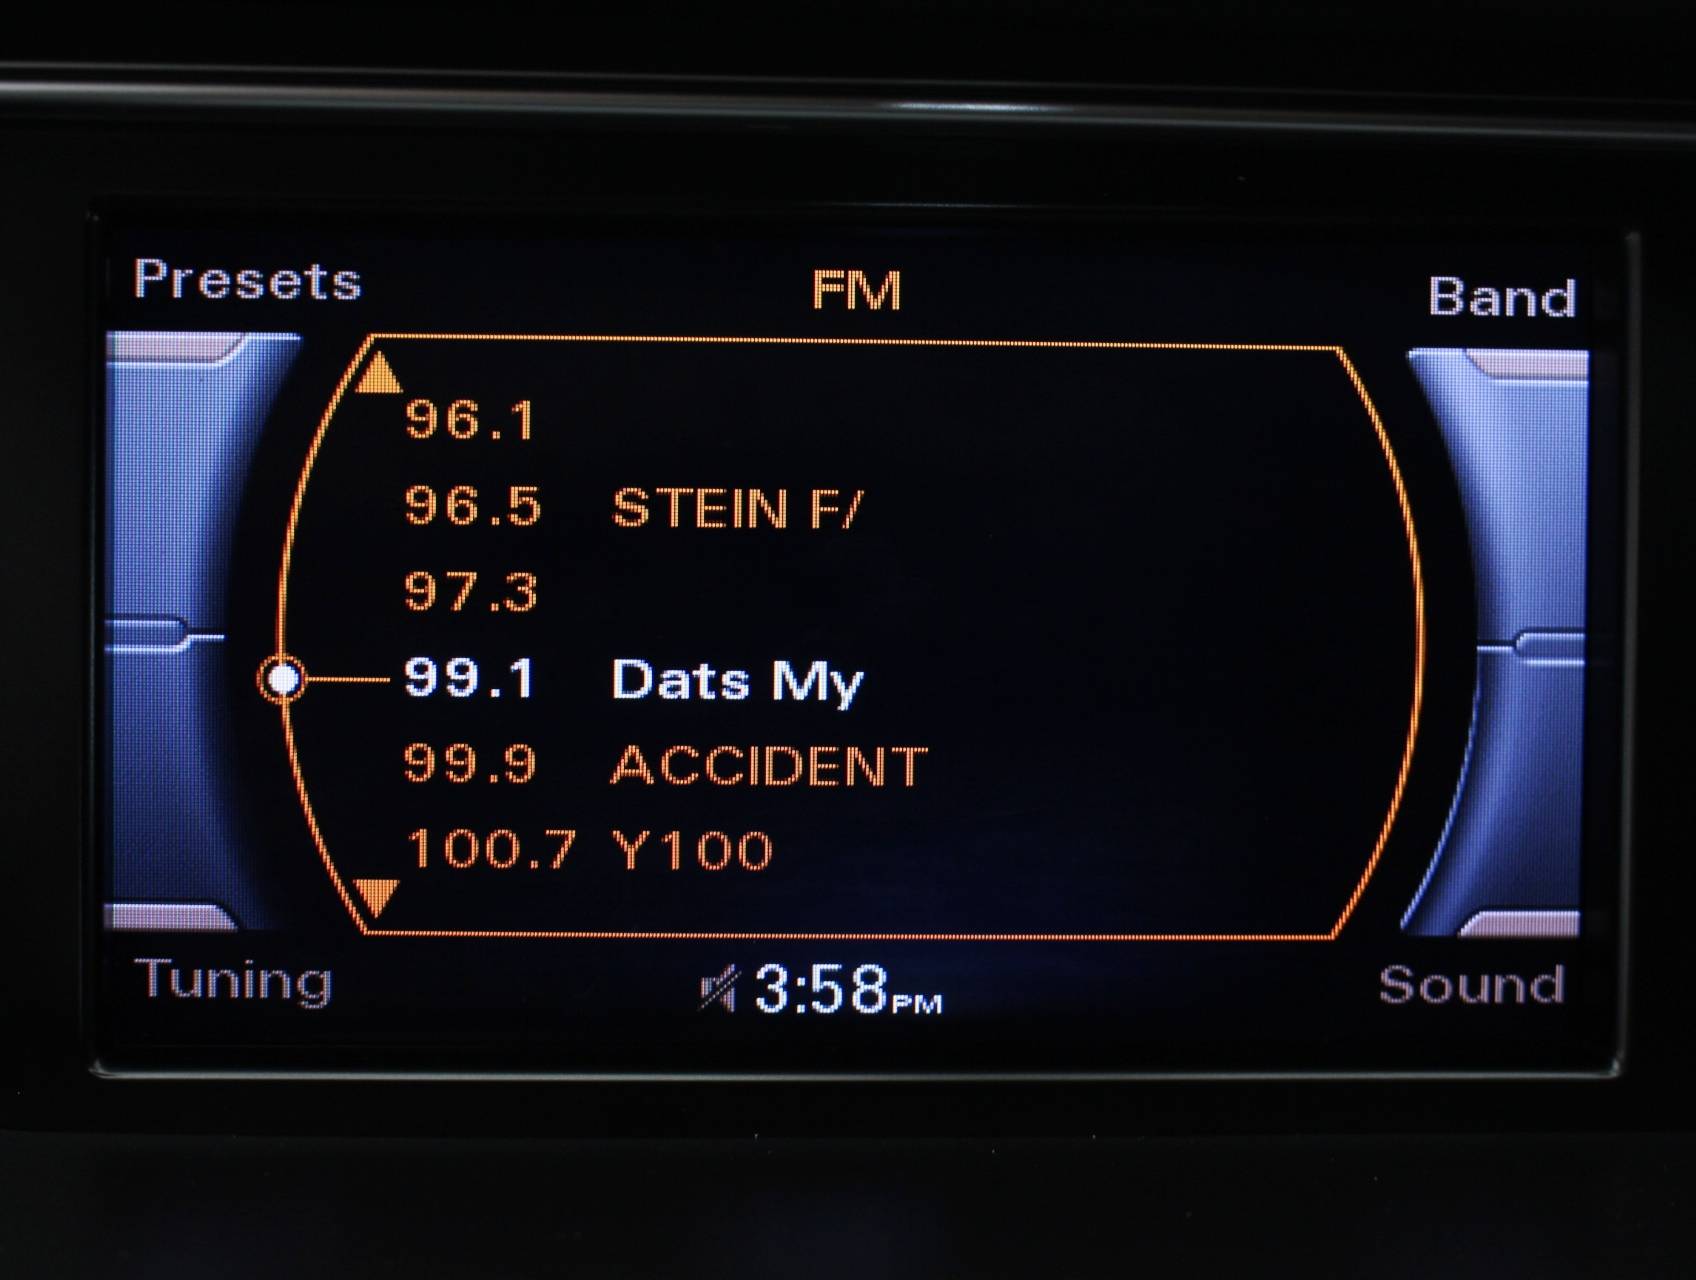 Presets FM Band
96.1
96.5 STEIN F/
97.3
99.1 Dats My
99.9 ACCIDENT
100.7 Y100
Tuning 3:58PM Sound